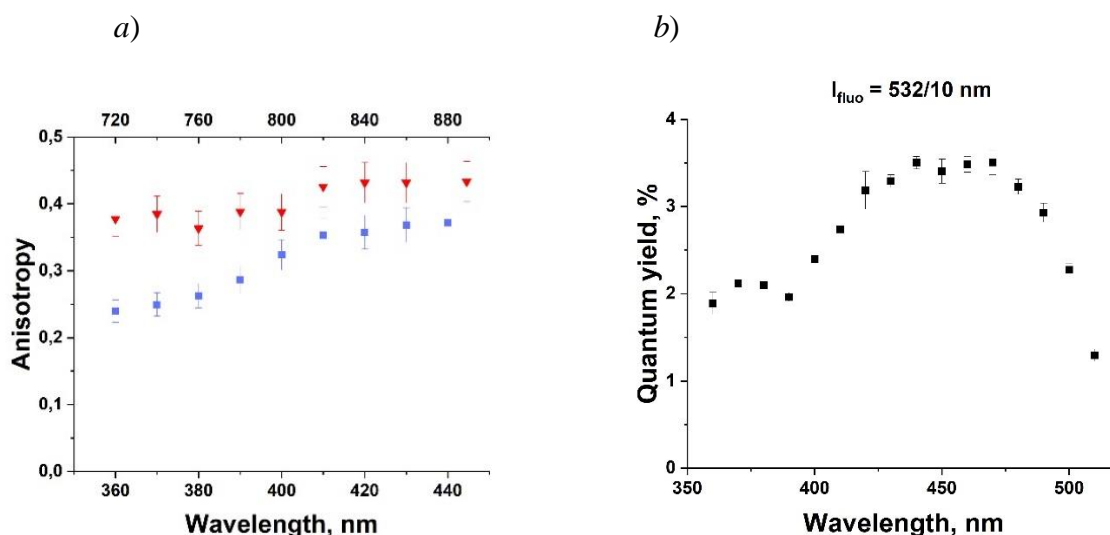 a)
b)
720 760 800 840 880
0,5
0,4
0,3
0,2
0,1
0,0
Anisotropy
360 380 400 420 440
Wavelength, nm
I_fluo = 532/10 nm
4
3
2
1
0
Quantum yield, %
350 400 450 500
Wavelength, nm